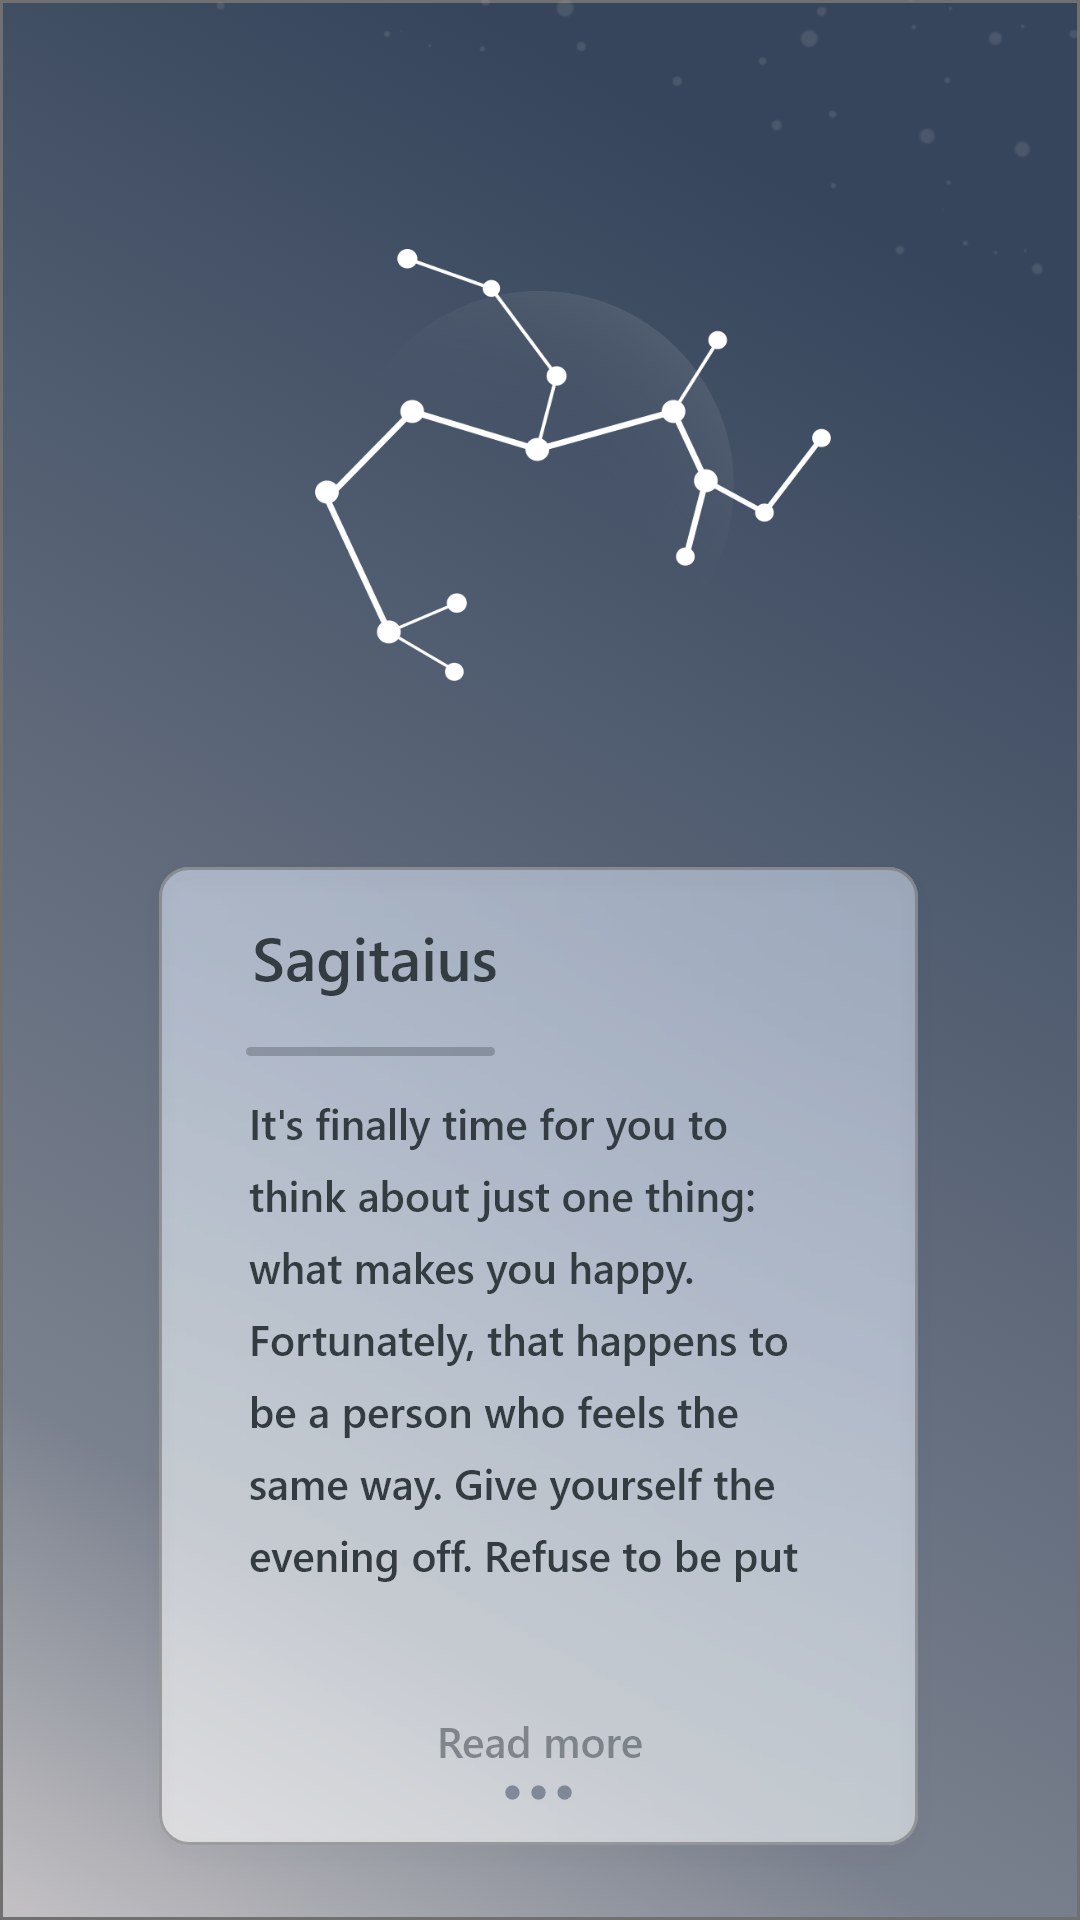 Sagitaius
It's finally time for you to
think about just one thing:
what makes you happy.
Fortunately, that happens to
be a person who feels the
same way. Give yourself the
evening off. Refuse to be put
Read more